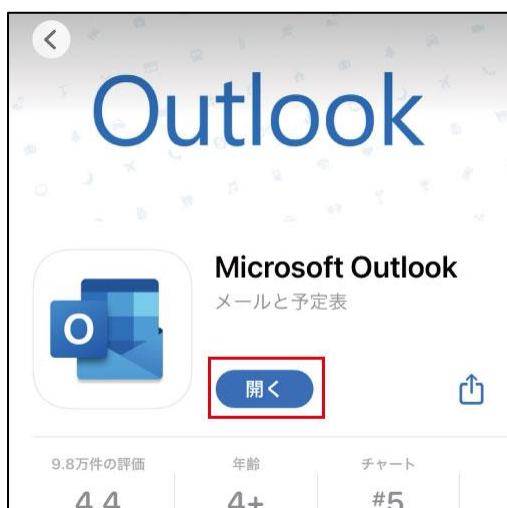 Outlook
Microsoft Outlook
メールと予定表
O
開く
9.8万件の評価 年齢 チャート
4.4 4+ #5